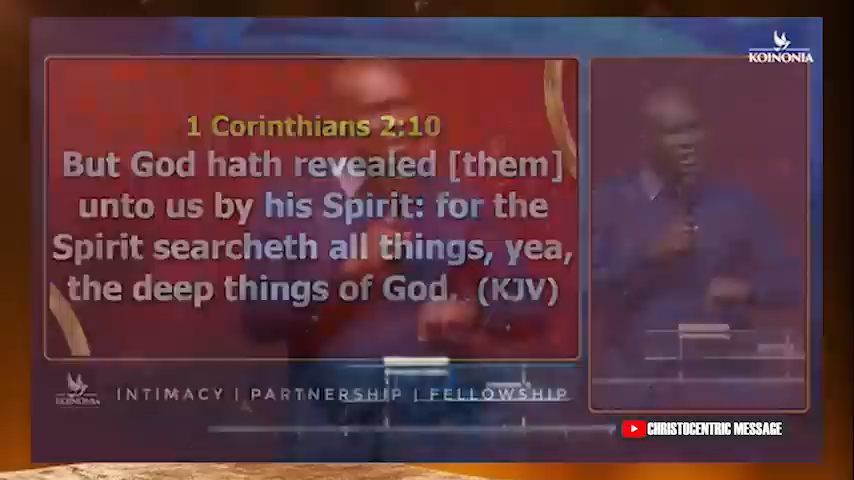 KOINONIA
1 Corinthians 2:10
But God hath revealed [them]
unto us by his Spirit: for the
Spirit searcheth all things, yea,
the deep things of God. (KJV)
KOINONIA
INTIMACY | PARTNERSHIP | FELLOWSHIP
CHRISTOCENTRIC MESSAGE